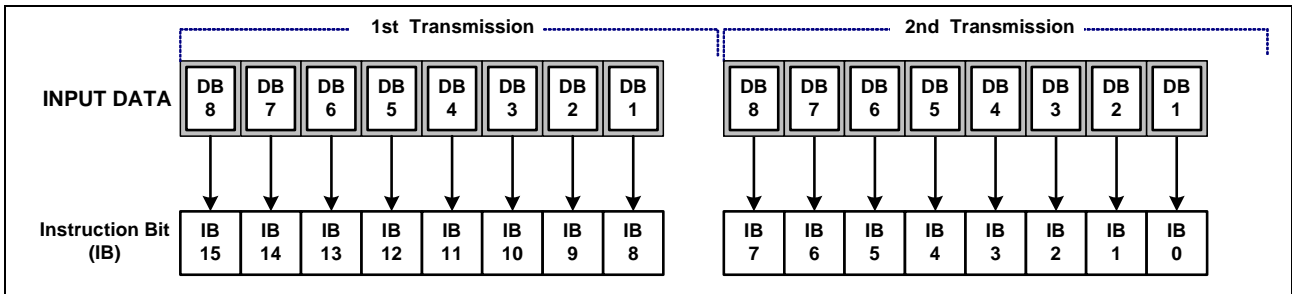 1st Transmission 2nd Transmission
INPUT DATA DB 8 DB 7 DB 6 DB 5 DB 4 DB 3 DB 2 DB 1 DB 8 DB 7 DB 6 DB 5 DB 4 DB 3 DB 2 DB 1
Instruction Bit (IB) IB 15 IB 14 IB 13 IB 12 IB 11 IB 10 IB 9 IB 8 IB 7 IB 6 IB 5 IB 4 IB 3 IB 2 IB 1 IB 0